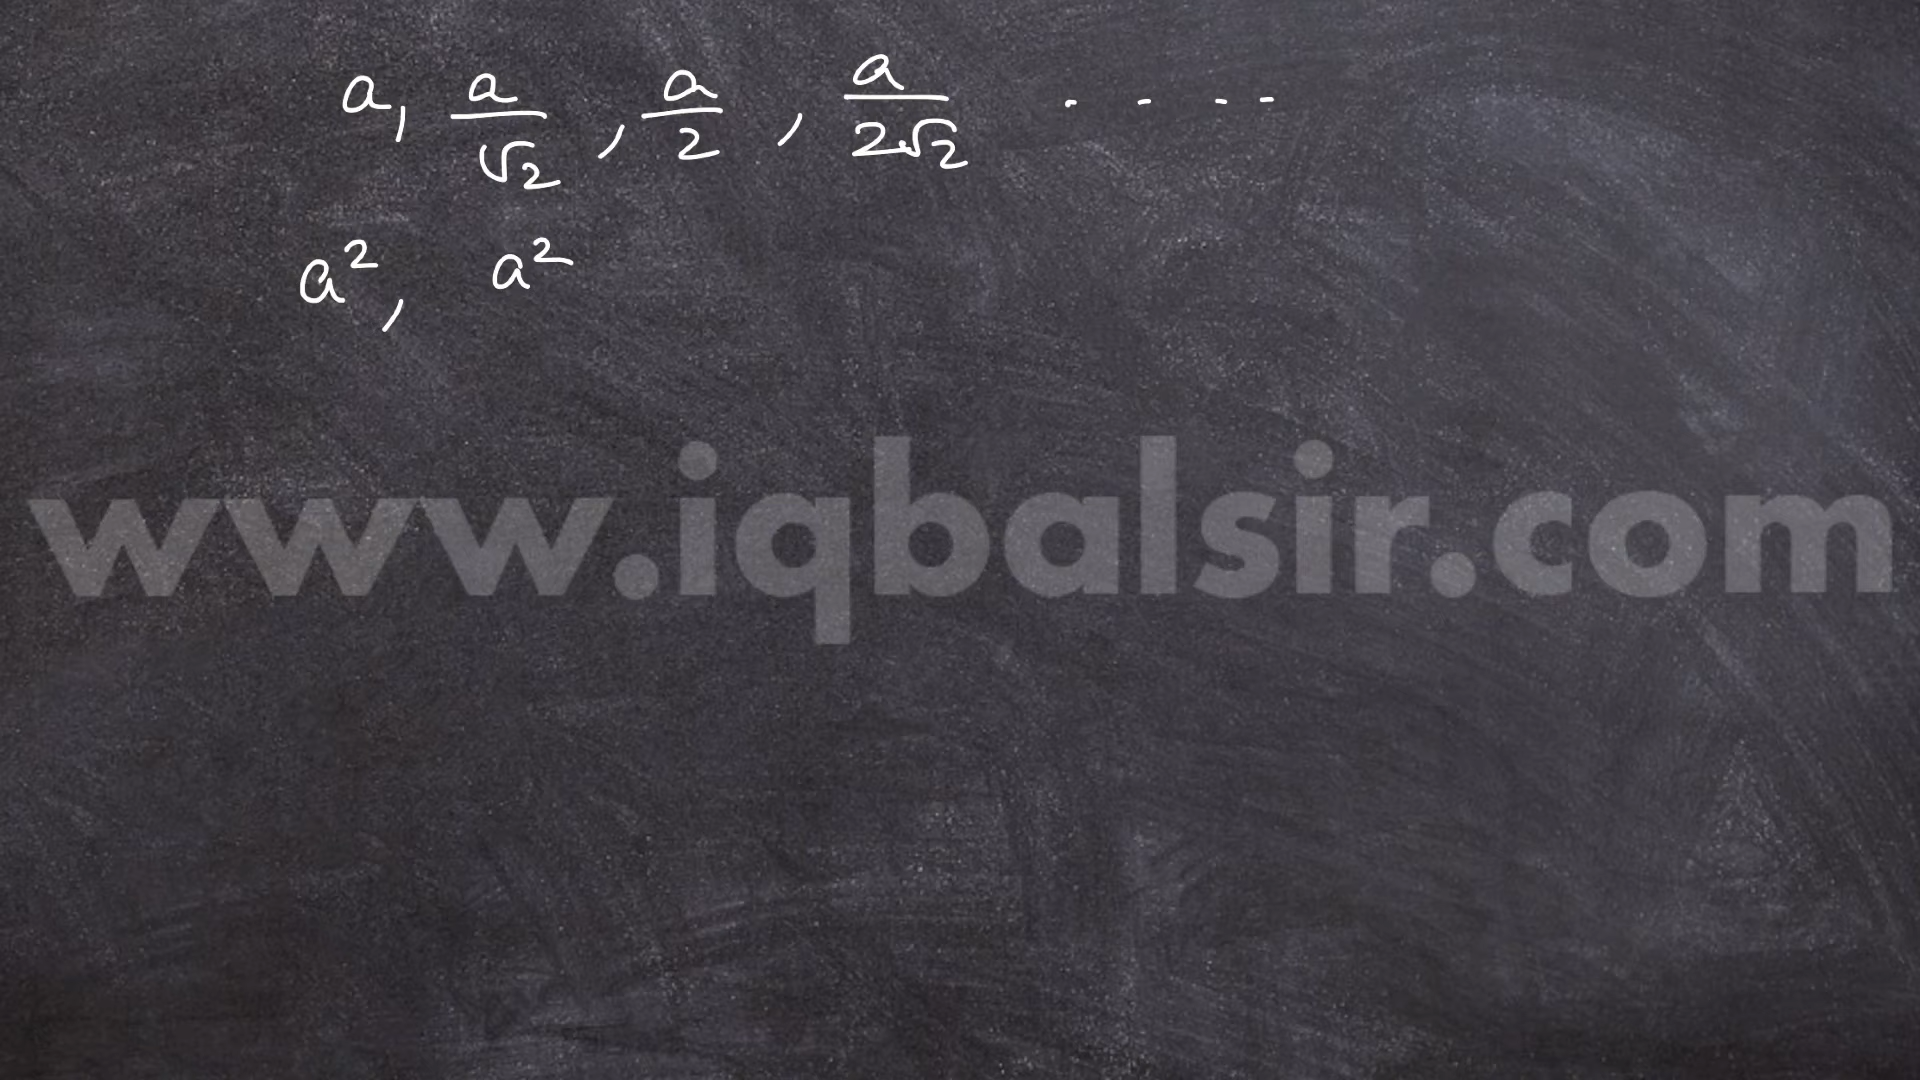 a, a/√2, a/2, a/2√2 . - - -
a², a²
www.iqbalsir.com